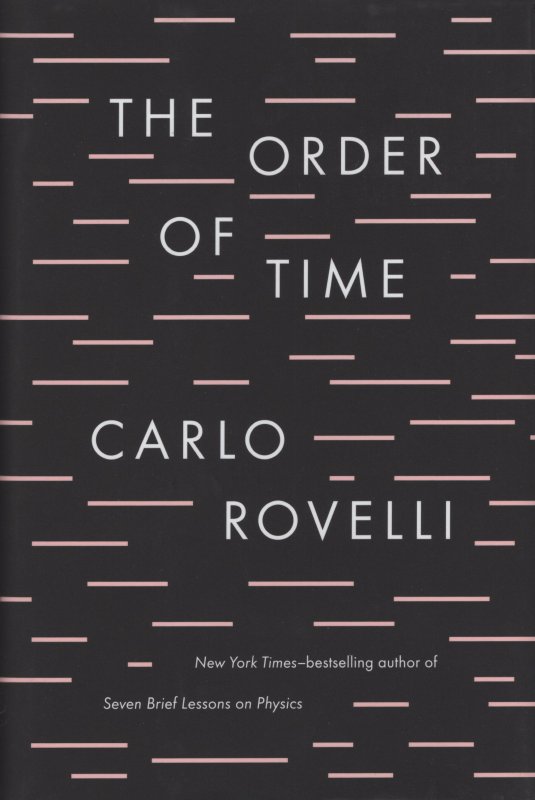 THE
ORDER
OF
TIME
CARLO
ROVELLI
New York Times–bestselling author of
Seven Brief Lessons on Physics